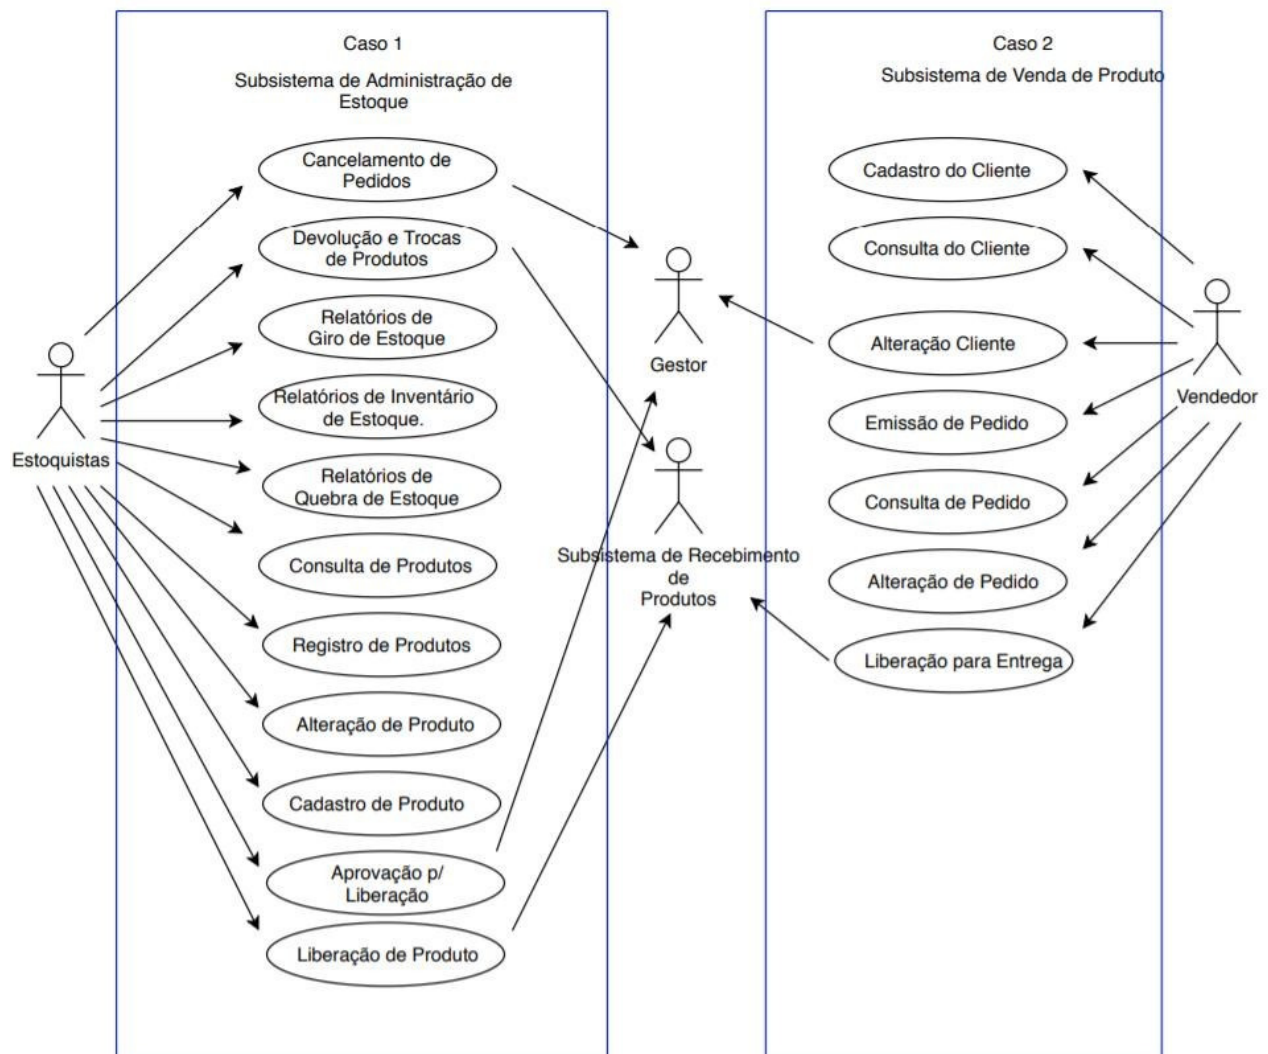 Caso 1
Subsistema de Administração de
Estoque
Cancelamento de
Pedidos
Devolução e Trocas
de Produtos
Relatórios de
Giro de Estoque
Relatórios de Inventário
de Estoque.
Relatórios de
Quebra de Estoque
Consulta de Produtos
Registro de Produtos
Alteração de Produto
Cadastro de Produto
Aprovação p/
Liberação
Liberação de Produto
Estoquistas
Gestor
Subsistema de Recebimento
de
Produtos
Caso 2
Subsistema de Venda de Produto
Cadastro do Cliente
Consulta do Cliente
Alteração Cliente
Emissão de Pedido
Consulta de Pedido
Alteração de Pedido
Liberação para Entrega
Vendedor